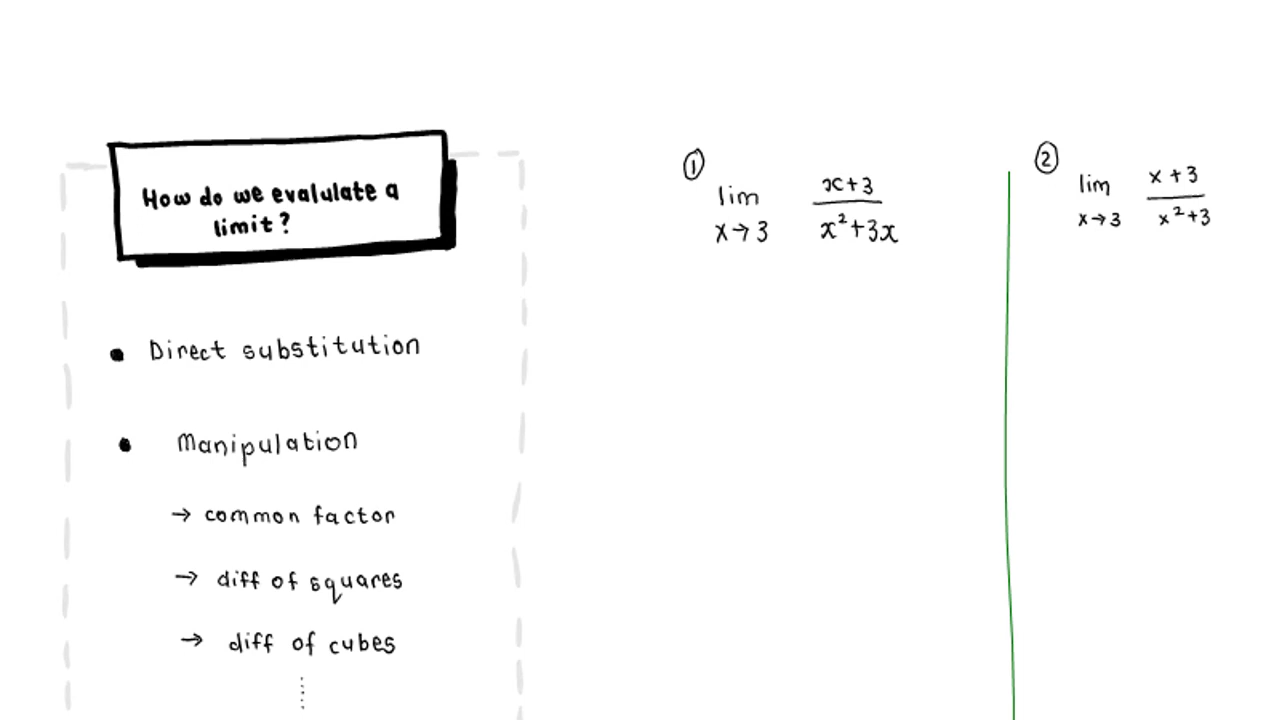 How do we evalulate a
limit?
• Direct substitution
• Manipulation
→ common factor
→ diff of squares
→ diff of cubes
①
lim x→3 x+3 / x²+3x
②
lim x→3 x+3 / x²+3